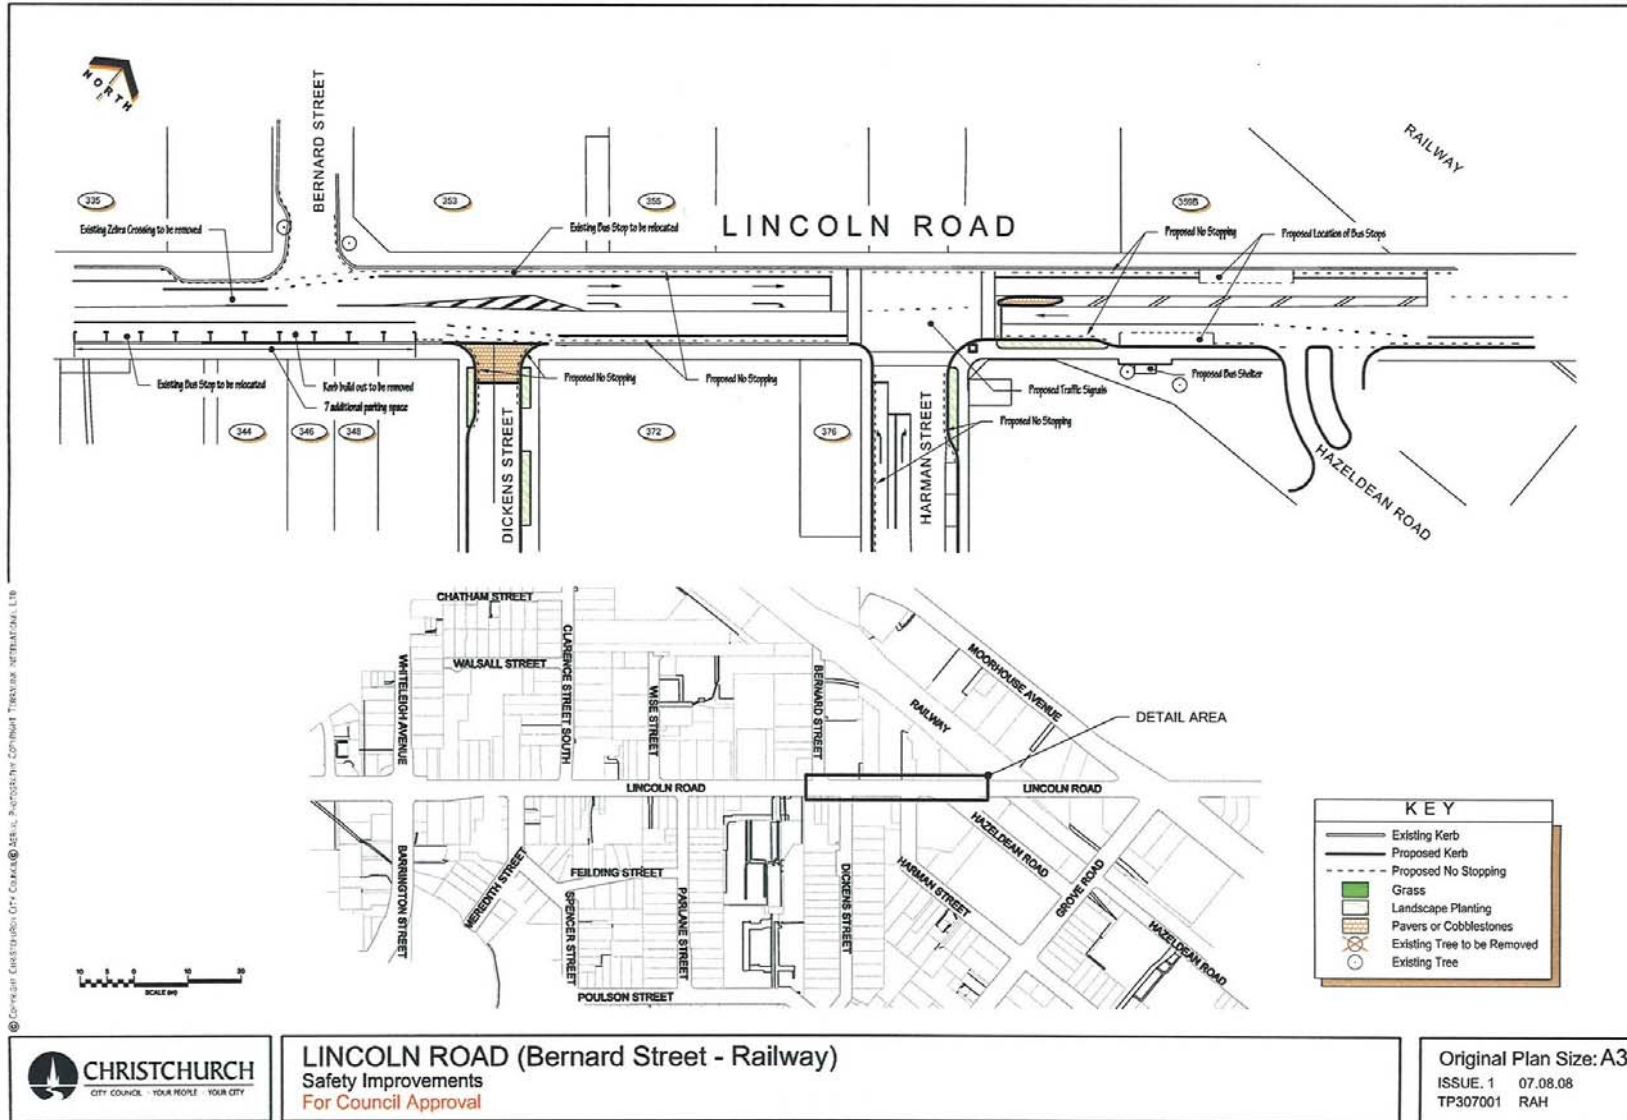 NORTH
BERNARD STREET
RAILWAY
335
353
355
359B
LINCOLN ROAD
Existing Zebra Crossing to be removed
Existing Bus Stop to be relocated
Proposed No Stopping
Proposed Location of Bus Stops
Existing Bus Stop to be relocated
Kerb build out to be removed
7 additional parking space
Proposed No Stopping
Proposed No Stopping
Proposed Traffic Signals
Proposed No Stopping
Proposed Bus Shelter
344
346
348
372
376
DICKENS STREET
HARMAN STREET
HAZELDEAN ROAD
CHATHAM STREET
WALSALL STREET
WHITELEIGH AVENUE
CLARENCE STREET SOUTH
WISE STREET
BERNARD STREET
RAILWAY
MOORHOUSE AVENUE
DETAIL AREA
LINCOLN ROAD
LINCOLN ROAD
BARRINGTON STREET
MEREDITH STREET
FEILDING STREET
SPENCER STREET
PARLANE STREET
POULSON STREET
DICKENS STREET
HARMAN STREET
HAZELDEAN ROAD
GROVE ROAD
HAZELDEAN ROAD
KEY
Existing Kerb
Proposed Kerb
Proposed No Stopping
Grass
Landscape Planting
Pavers or Cobblestones
Existing Tree to be Removed
Existing Tree
10 5 0 10 20
SCALE (m)
CHRISTCHURCH
CITY COUNCIL · YOUR PEOPLE · YOUR CITY
LINCOLN ROAD (Bernard Street - Railway)
Safety Improvements
For Council Approval
Original Plan Size: A3
ISSUE. 1 07.08.08
TP307001 RAH